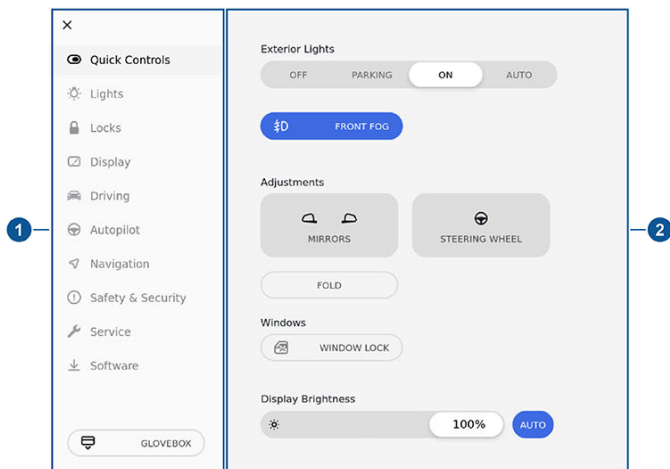 Quick Controls
Lights
Locks
Display
Driving
Autopilot
Navigation
Safety & Security
Service
Software
GLOVEBOX
1
Exterior Lights
OFF PARKING ON AUTO
FRONT FOG
Adjustments
MIRRORS STEERING WHEEL
FOLD
Windows
WINDOW LOCK
Display Brightness
100% AUTO
2